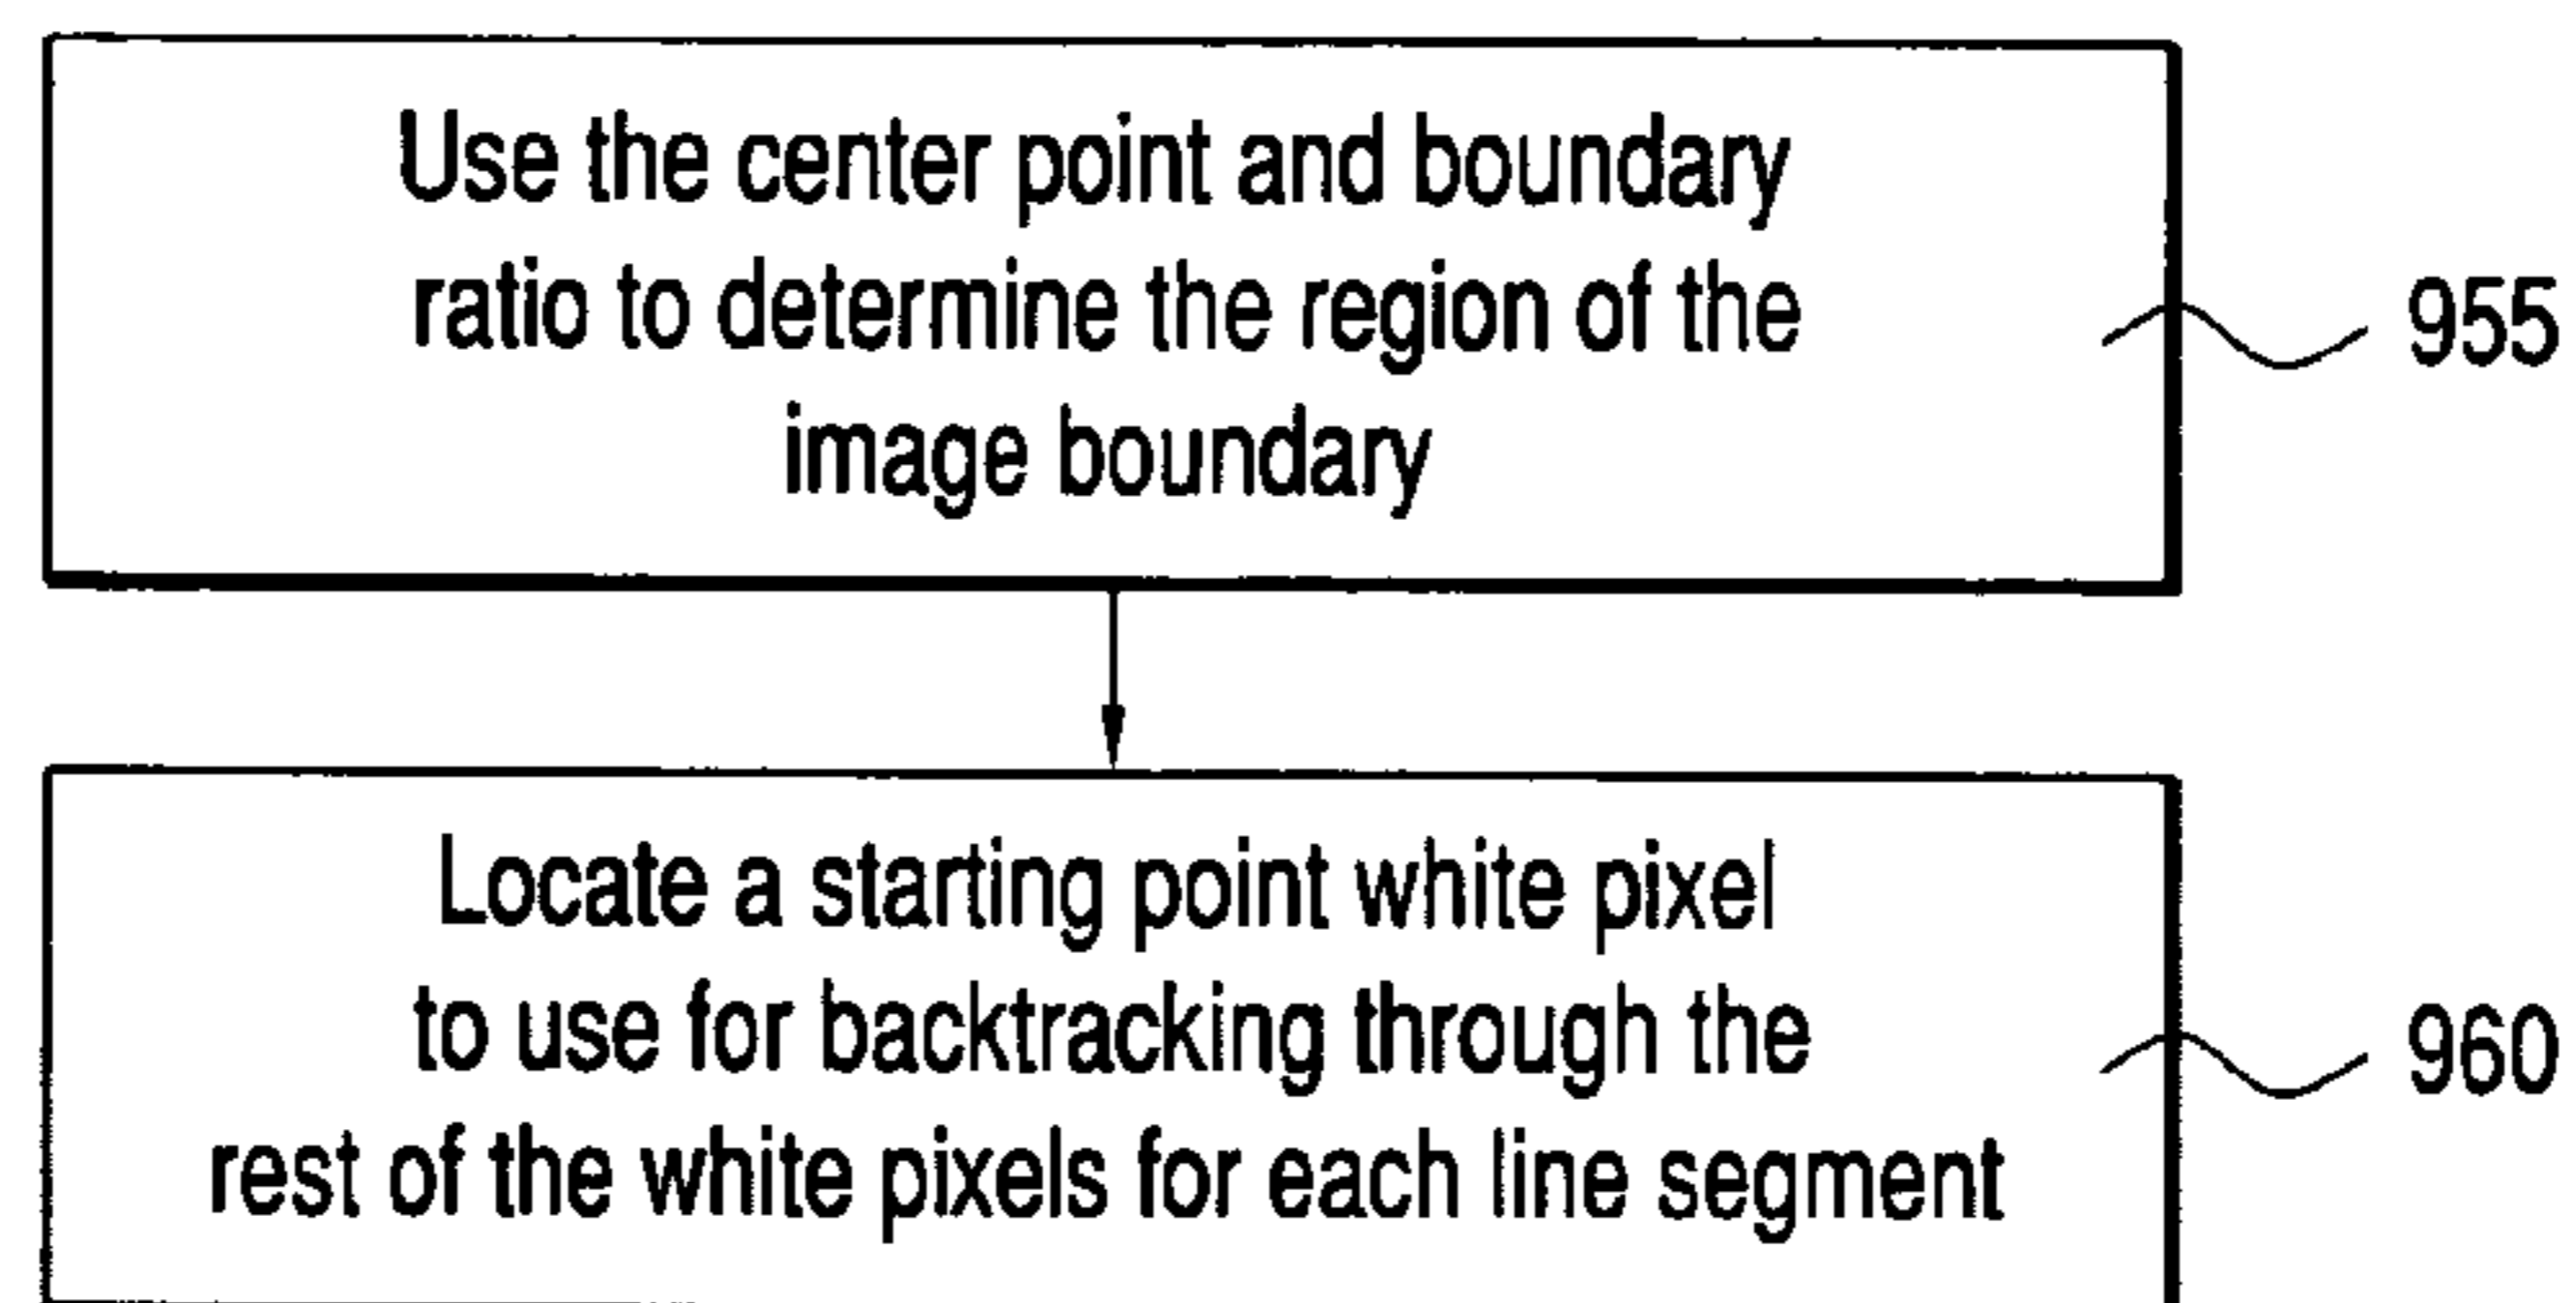 Use the center point and boundary
ratio to determine the region of the
image boundary
955
Locate a starting point white pixel
to use for backtracking through the
rest of the white pixels for each line segment
960